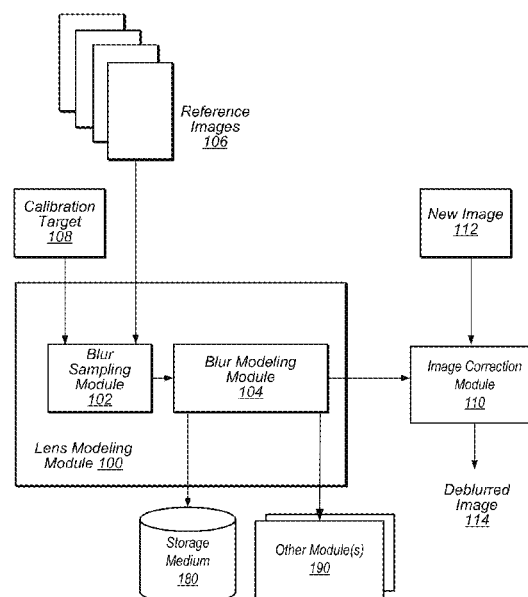 Reference
Images
106
Calibration
Target
108
New Image
112
Blur
Sampling
Module
102
Blur Modeling
Module
104
Image Correction
Module
110
Lens Modeling
Module 100
Deblurred
Image
114
Storage
Medium
180
Other Module(s)
190